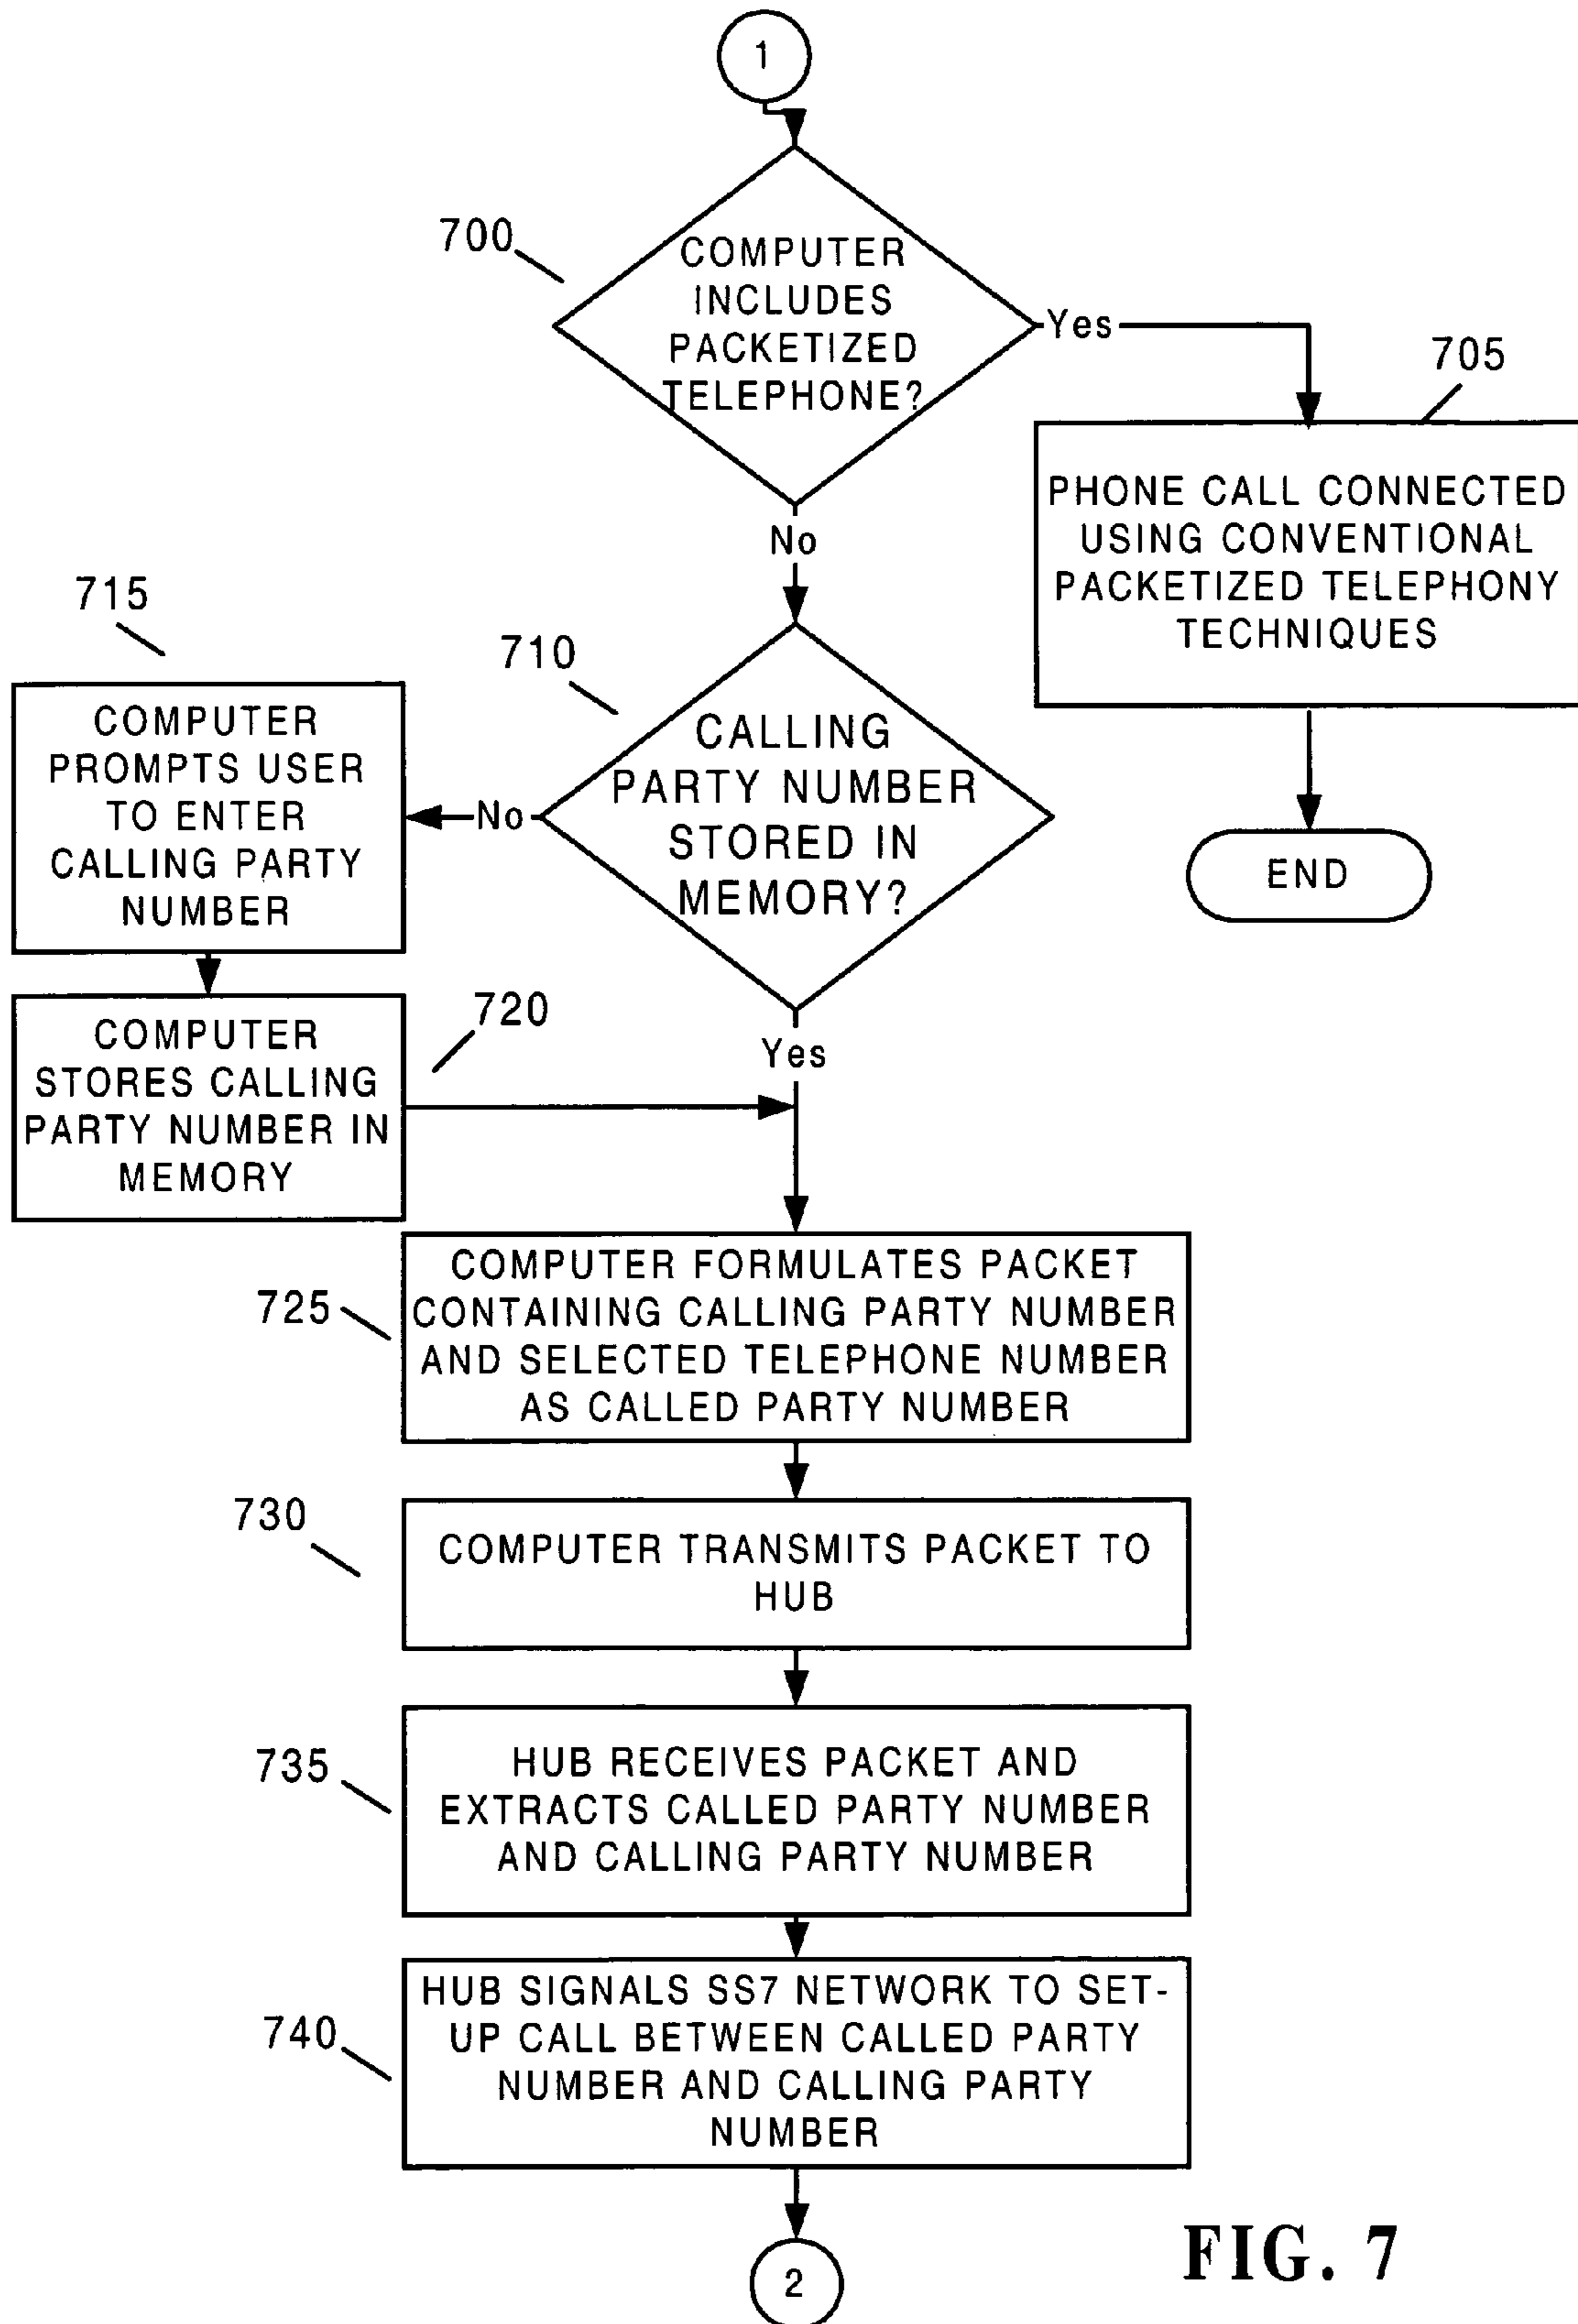 1
700
COMPUTER
INCLUDES
PACKETIZED
TELEPHONE?
Yes
705
PHONE CALL CONNECTED
USING CONVENTIONAL
PACKETIZED TELEPHONY
TECHNIQUES
END
No
710
CALLING
PARTY NUMBER
STORED IN
MEMORY?
No
715
COMPUTER
PROMPTS USER
TO ENTER
CALLING PARTY
NUMBER
720
COMPUTER
STORES CALLING
PARTY NUMBER IN
MEMORY
Yes
725
COMPUTER FORMULATES PACKET
CONTAINING CALLING PARTY NUMBER
AND SELECTED TELEPHONE NUMBER
AS CALLED PARTY NUMBER
730
COMPUTER TRANSMITS PACKET TO
HUB
735
HUB RECEIVES PACKET AND
EXTRACTS CALLED PARTY NUMBER
AND CALLING PARTY NUMBER
740
HUB SIGNALS SS7 NETWORK TO SET-
UP CALL BETWEEN CALLED PARTY
NUMBER AND CALLING PARTY
NUMBER
2
FIG. 7